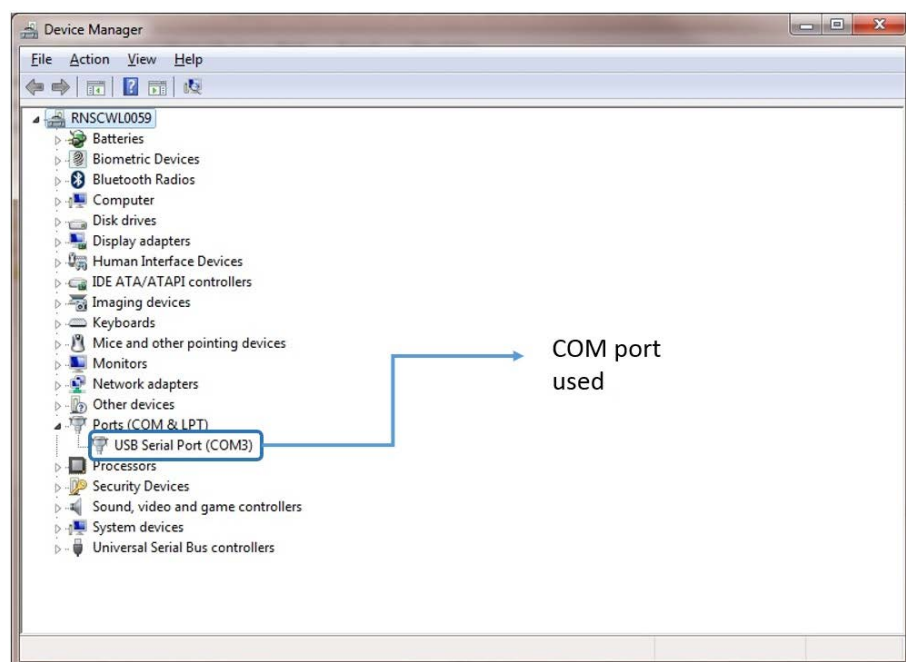 Device Manager
File Action View Help
RNSCWL0059
Batteries
Biometric Devices
Bluetooth Radios
Computer
Disk drives
Display adapters
Human Interface Devices
IDE ATA/ATAPI controllers
Imaging devices
Keyboards
Mice and other pointing devices
Monitors
Network adapters
Other devices
Ports (COM & LPT)
USB Serial Port (COM3)
Processors
Security Devices
Sound, video and game controllers
System devices
Universal Serial Bus controllers
COM port
used